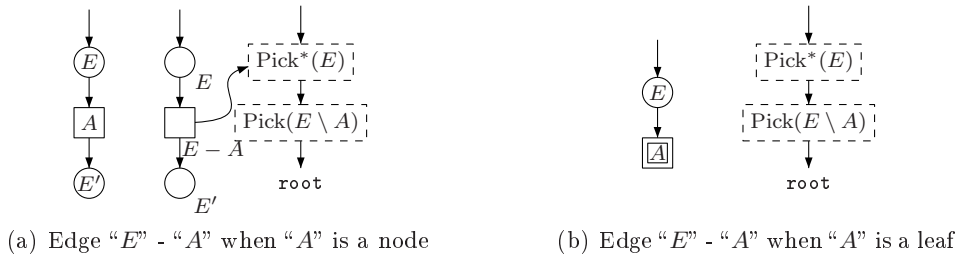 E
E
Pick*(E)
A
Pick(E \ A)
E − A
E′
E′
root
(a) Edge “E” - “A” when “A” is a node
E
Pick*(E)
A
Pick(E \ A)
root
(b) Edge “E” - “A” when “A” is a leaf